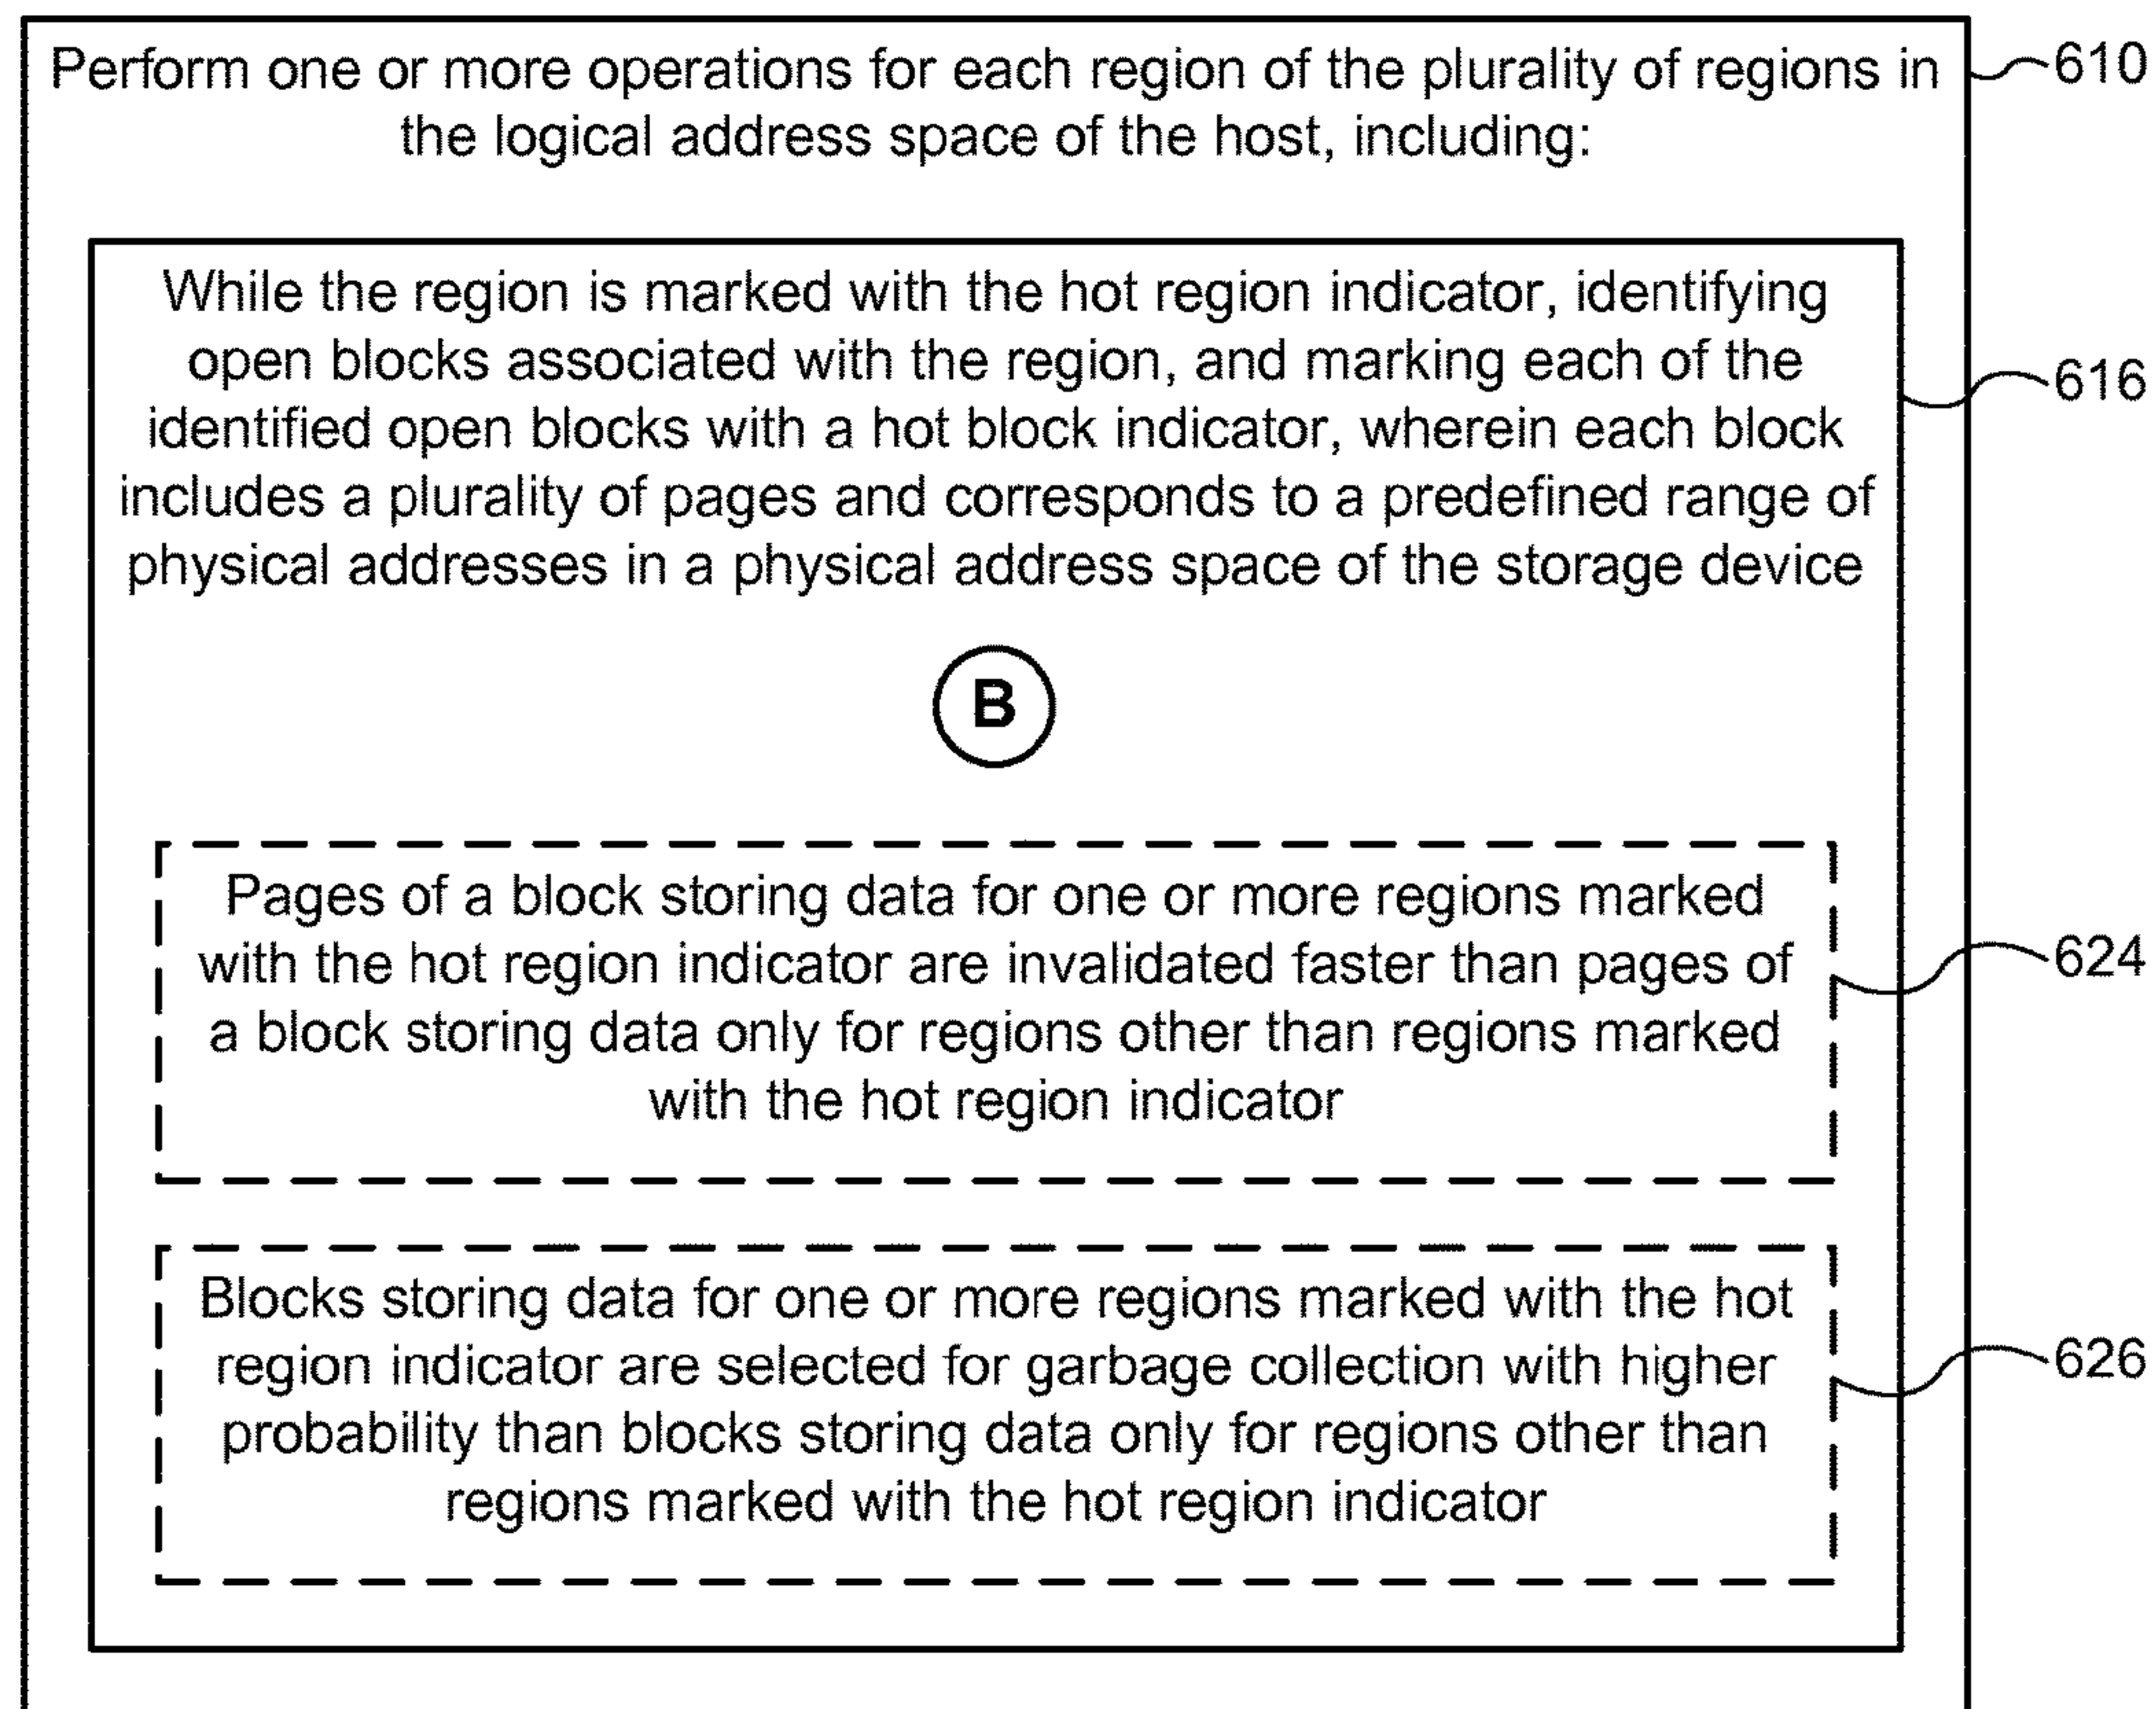 Perform one or more operations for each region of the plurality of regions in
the logical address space of the host, including:
610
While the region is marked with the hot region indicator, identifying
open blocks associated with the region, and marking each of the
identified open blocks with a hot block indicator, wherein each block
includes a plurality of pages and corresponds to a predefined range of
physical addresses in a physical address space of the storage device
616
B
Pages of a block storing data for one or more regions marked
with the hot region indicator are invalidated faster than pages of
a block storing data only for regions other than regions marked
with the hot region indicator
624
Blocks storing data for one or more regions marked with the hot
region indicator are selected for garbage collection with higher
probability than blocks storing data only for regions other than
regions marked with the hot region indicator
626